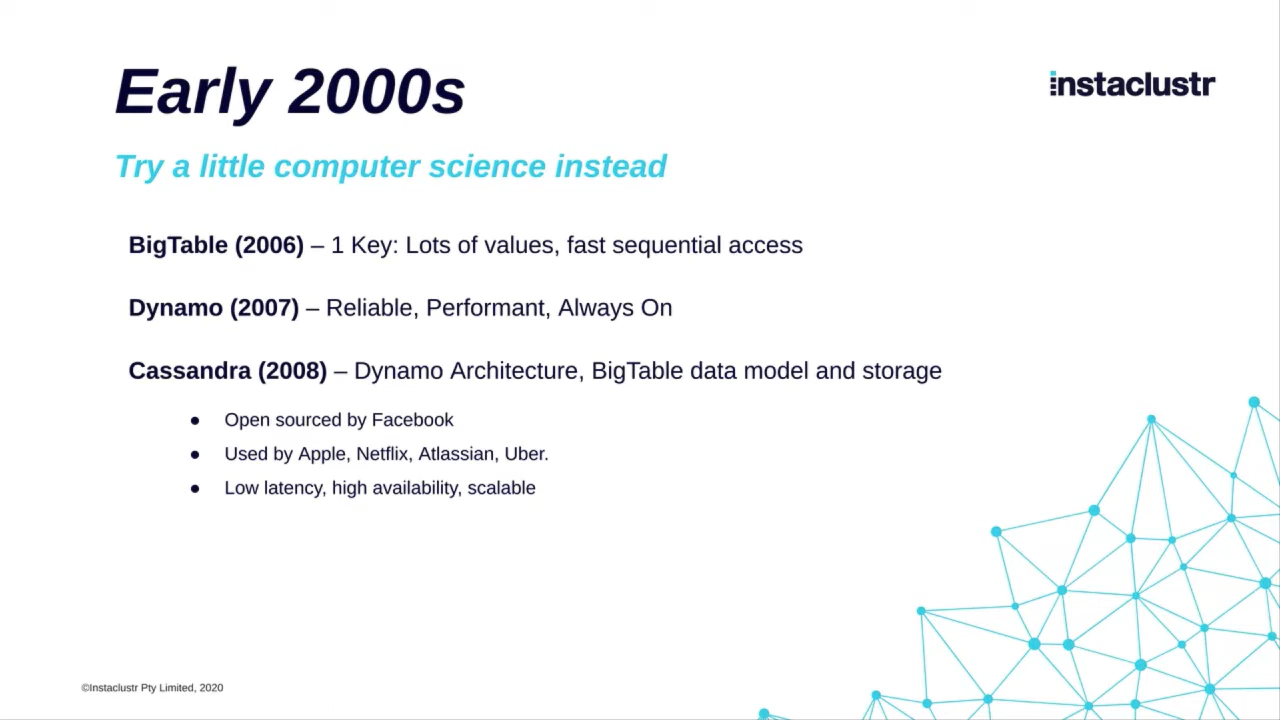 Early 2000s
instaclustr
Try a little computer science instead
BigTable (2006) – 1 Key: Lots of values, fast sequential access
Dynamo (2007) – Reliable, Performant, Always On
Cassandra (2008) – Dynamo Architecture, BigTable data model and storage
● Open sourced by Facebook
● Used by Apple, Netflix, Atlassian, Uber.
● Low latency, high availability, scalable
©Instaclustr Pty Limited, 2020